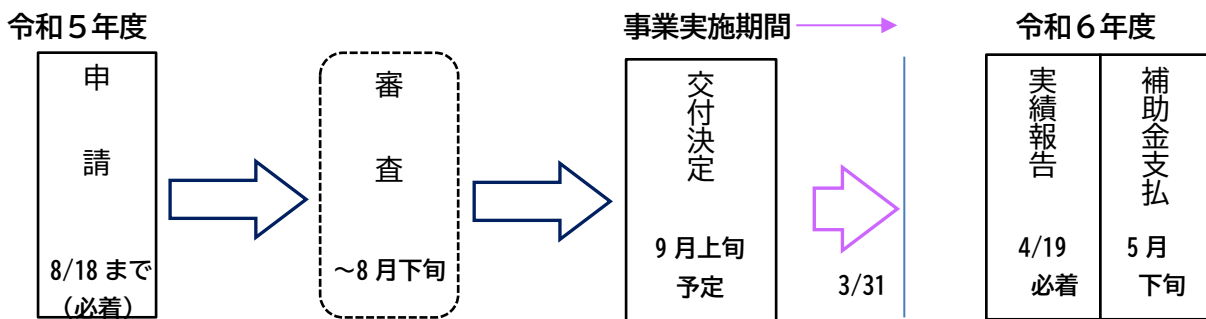 令和５年度
申請
8/18 まで
（必着）
審査
～8 月下旬
事業実施期間
交付決定
9 月上旬
予定
3/31
令和６年度
実績報告
4/19
必着
補助金支払
5 月
下旬